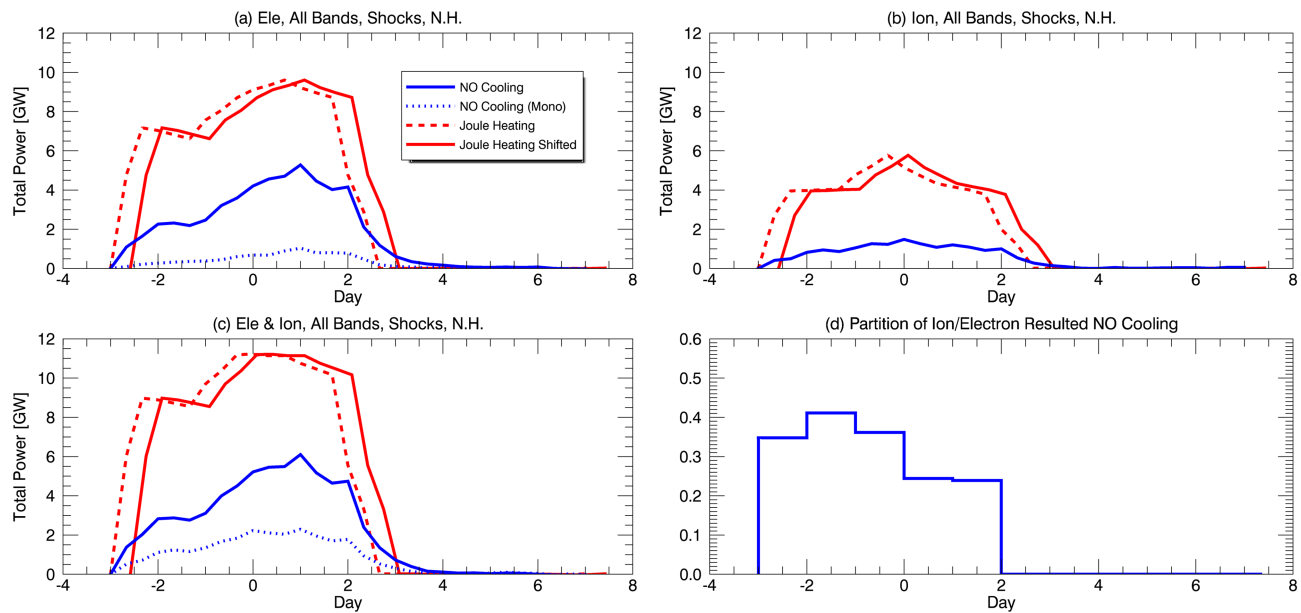 (a) Ele, All Bands, Shocks, N.H.
Total Power [GW]
12
10
8
6
4
2
0
NO Cooling
NO Cooling (Mono)
Joule Heating
Joule Heating Shifted
-4 -2 0 2 4 6 8
Day
(b) Ion, All Bands, Shocks, N.H.
Total Power [GW]
12
10
8
6
4
2
0
-4 -2 0 2 4 6 8
Day
(c) Ele & Ion, All Bands, Shocks, N.H.
Total Power [GW]
12
10
8
6
4
2
0
-4 -2 0 2 4 6 8
Day
(d) Partition of Ion/Electron Resulted NO Cooling
0.6
0.5
0.4
0.3
0.2
0.1
0.0
-4 -2 0 2 4 6 8
Day